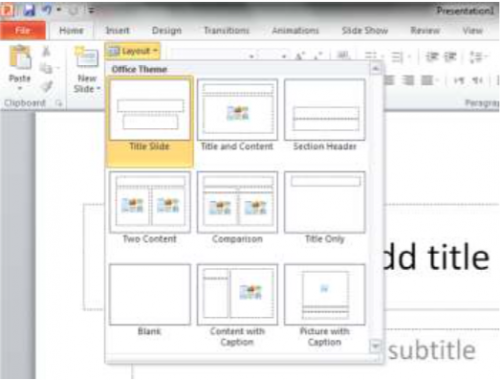 Presentation1
File Home Insert Design Transitions Animations Slide Show Review View
Layout
Paste
New
Slide
Clipboard
Paragra
Office Theme
Title Slide Title and Content Section Header
Two Content Comparison Title Only
Blank Content with Caption Picture with Caption
dd title
subtitle